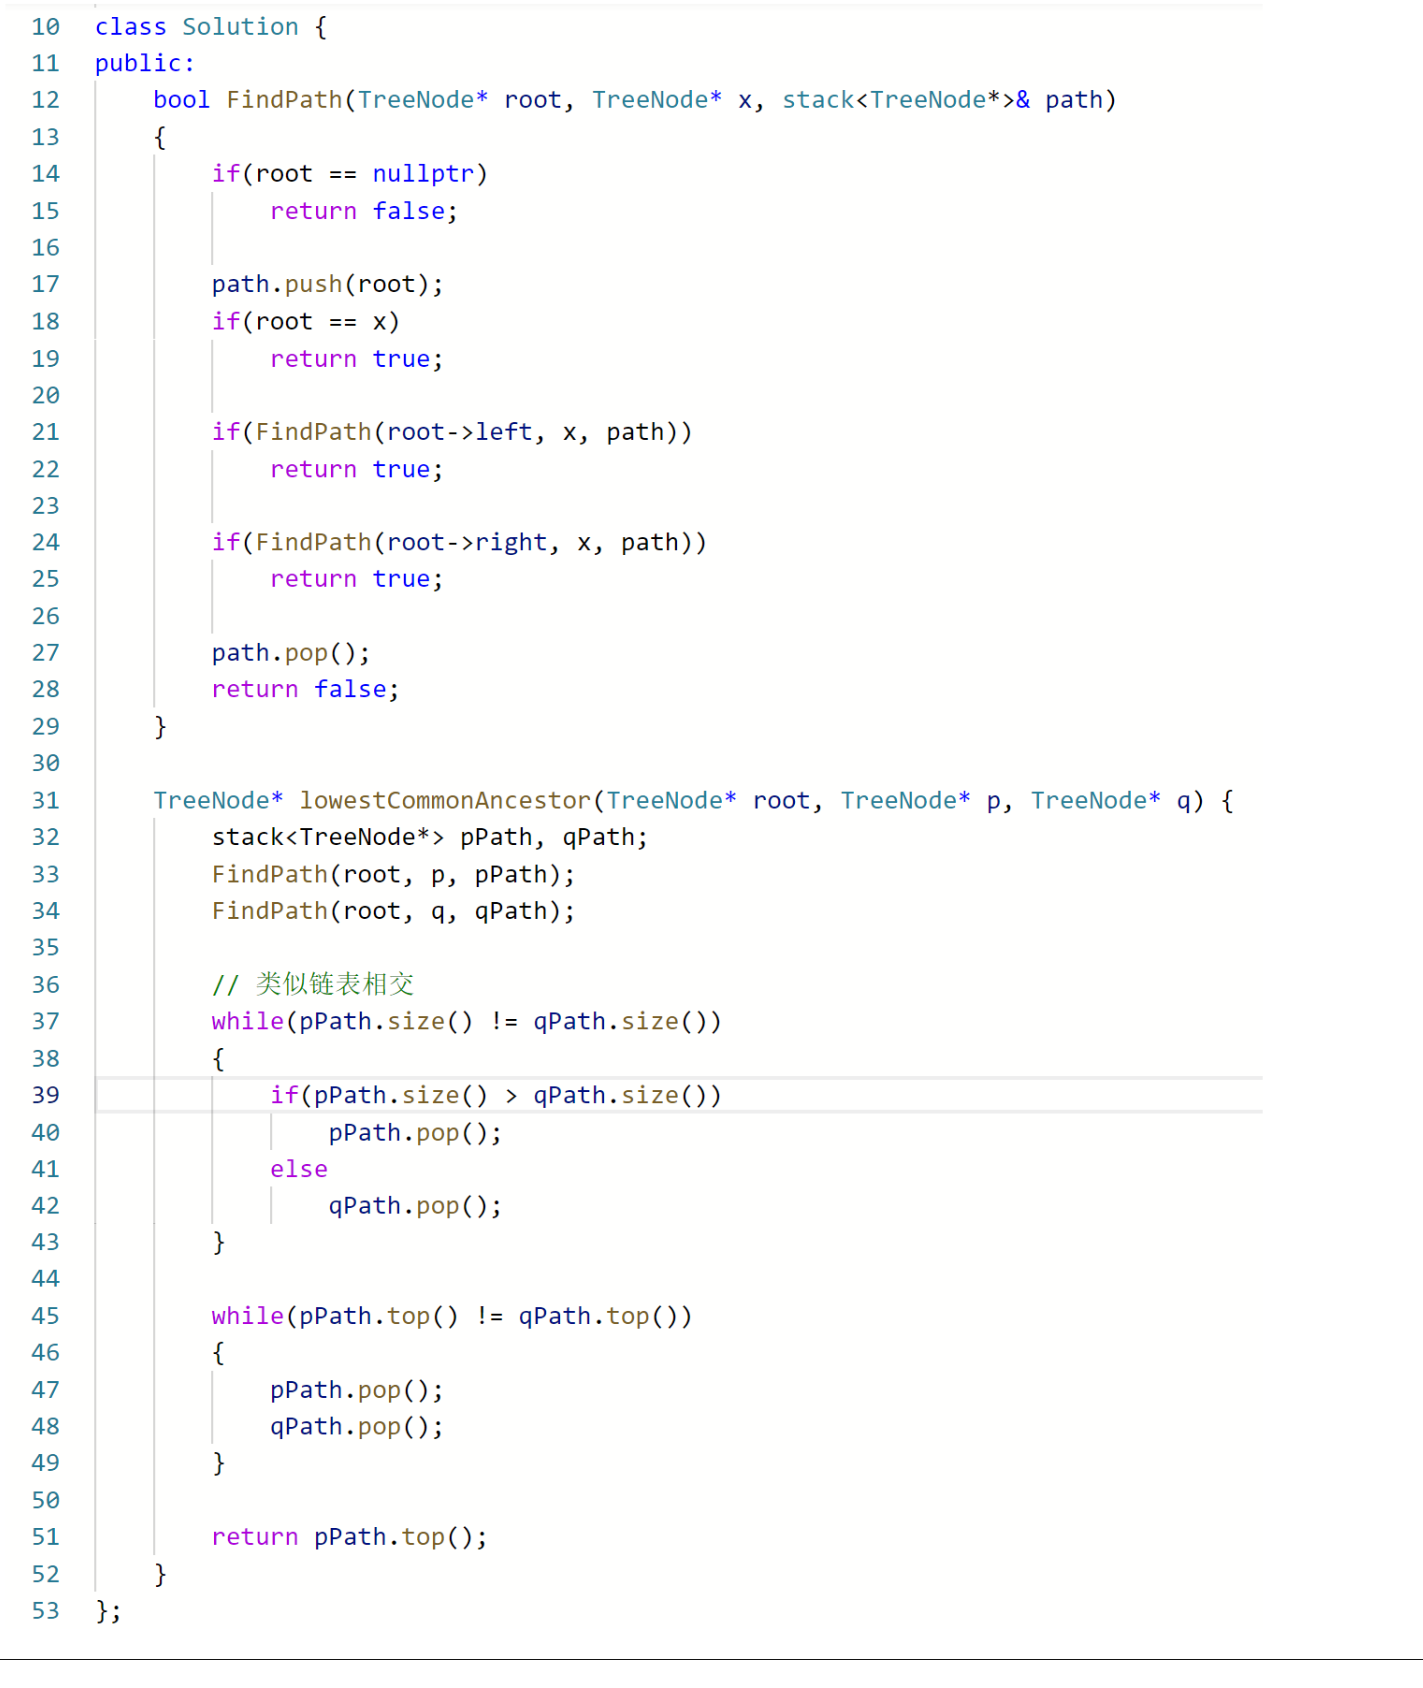 10 class Solution {
11 public:
12 bool FindPath(TreeNode* root, TreeNode* x, stack<TreeNode*>& path)
13 {
14 if(root == nullptr)
15 return false;
16
17 path.push(root);
18 if(root == x)
19 return true;
20
21 if(FindPath(root->left, x, path))
22 return true;
23
24 if(FindPath(root->right, x, path))
25 return true;
26
27 path.pop();
28 return false;
29 }
30
31 TreeNode* lowestCommonAncestor(TreeNode* root, TreeNode* p, TreeNode* q) {
32 stack<TreeNode*> pPath, qPath;
33 FindPath(root, p, pPath);
34 FindPath(root, q, qPath);
35
36 // 类似链表相交
37 while(pPath.size() != qPath.size())
38 {
39 if(pPath.size() > qPath.size())
40 pPath.pop();
41 else
42 qPath.pop();
43 }
44
45 while(pPath.top() != qPath.top())
46 {
47 pPath.pop();
48 qPath.pop();
49 }
50
51 return pPath.top();
52 }
53 };